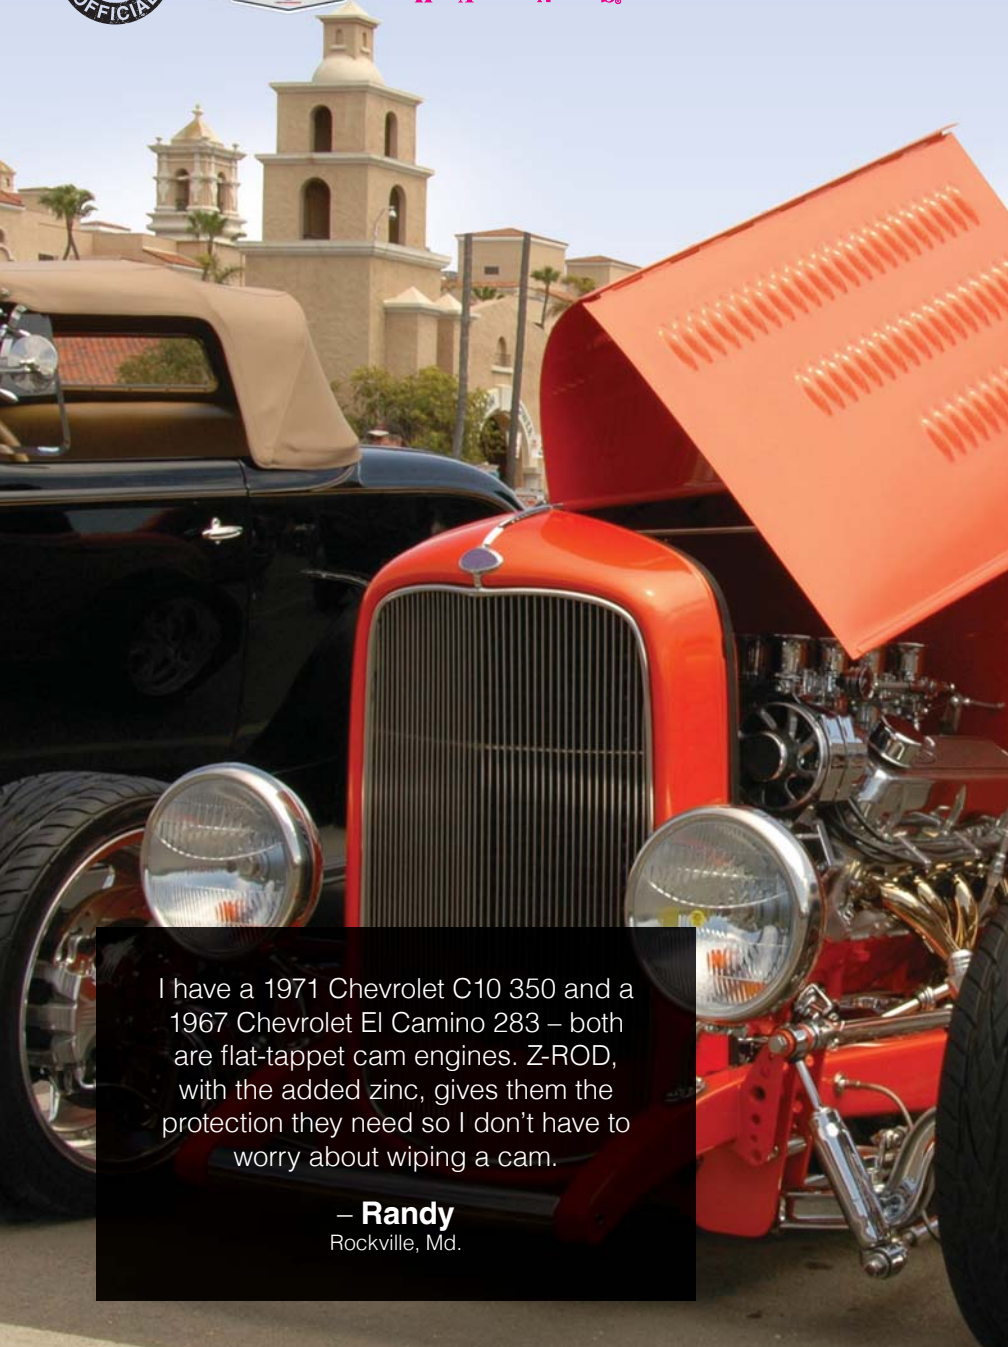 OFFICIAL
I have a 1971 Chevrolet C10 350 and a
1967 Chevrolet El Camino 283 – both
are flat-tappet cam engines. Z-ROD,
with the added zinc, gives them the
protection they need so I don’t have to
worry about wiping a cam.
– Randy
Rockville, Md.